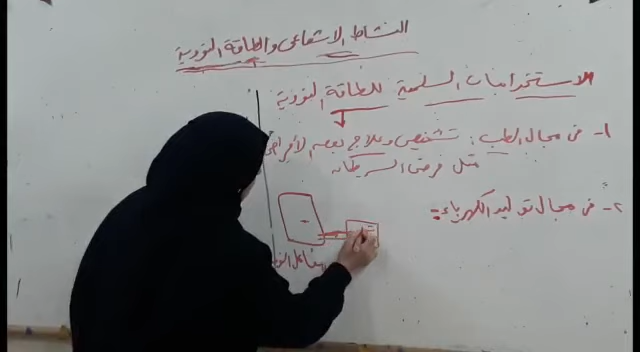 النشاط الإشعاعي والطاقة النووية
الاستخدامات السلمية للطاقة النووية
١- في مجال الطب: تشخيص وعلاج بعض الأمراض
مثل مرض السرطان
٢- في مجال توليد الكهرباء: